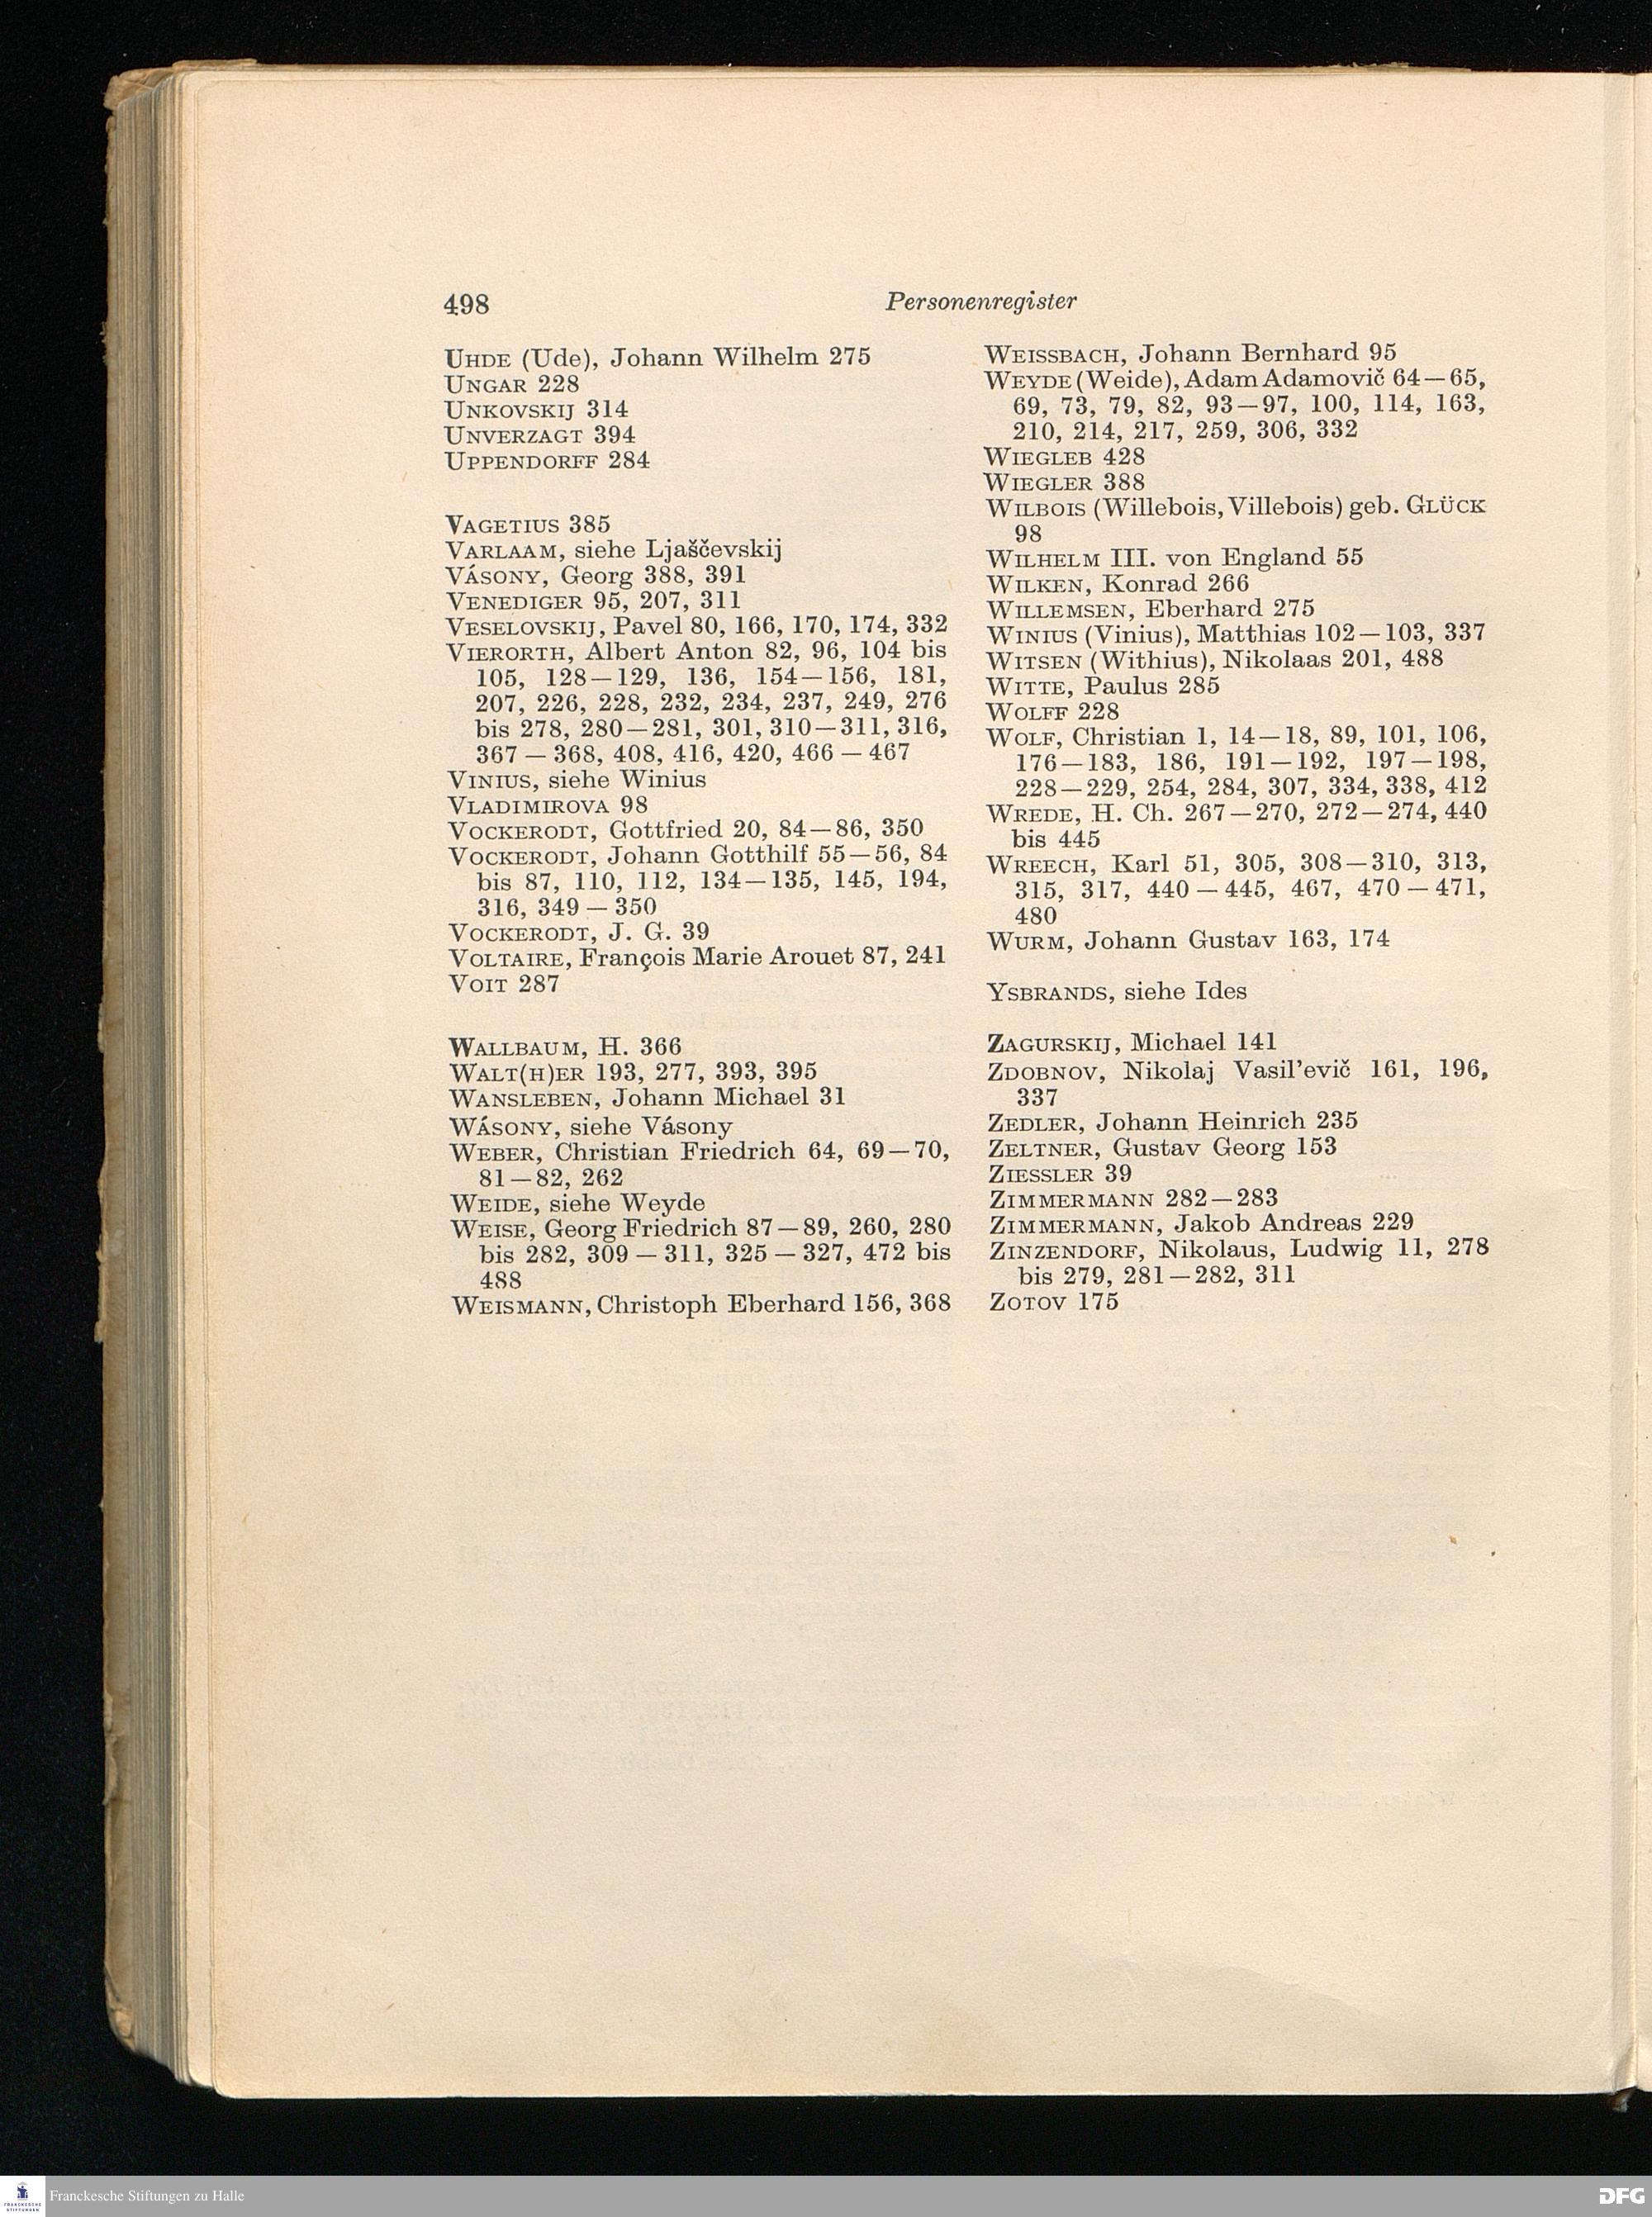 498
Personenregister
UHDE (Ude), Johann Wilhelm 275
UNGAR 228
UNKOVSKIJ 314
UNVERZAGT 394
UPPENDORFF 284
VAGETIUS 385
VARLAAM, siehe Ljaščevskij
VÁSONY, Georg 388, 391
VENEDIGER 95, 207, 311
VESELOVSKIJ, Pavel 80, 166, 170, 174, 332
VIERORTH, Albert Anton 82, 96, 104 bis
105, 128—129, 136, 154—156, 181,
207, 226, 228, 232, 234, 237, 249, 276
bis 278, 280—281, 301, 310—311, 316,
367—368, 408, 416, 420, 466—467
VINIUS, siehe Winius
VLADIMIROVA 98
VOCKERODT, Gottfried 20, 84—86, 350
VOCKERODT, Johann Gotthilf 55—56, 84
bis 87, 110, 112, 134—135, 145, 194,
316, 349—350
VOCKERODT, J. G. 39
VOLTAIRE, François Marie Arouet 87, 241
VOIT 287
WALLBAUM, H. 366
WALT(H)ER 193, 277, 393, 395
WANSLEBEN, Johann Michael 31
WÁSONY, siehe Vásony
WEBER, Christian Friedrich 64, 69—70,
81—82, 262
WEIDE, siehe Weyde
WEISE, Georg Friedrich 87—89, 260, 280
bis 282, 309—311, 325—327, 472 bis
488
WEISMANN, Christoph Eberhard 156, 368
WEISSBACH, Johann Bernhard 95
WEYDE (Weide), Adam Adamovič 64—65,
69, 73, 79, 82, 93—97, 100, 114, 163,
210, 214, 217, 259, 306, 332
WIEGLEB 428
WIEGLER 388
WILBOIS (Willebois, Villebois) geb. GLÜCK
98
WILHELM III. von England 55
WILKEN, Konrad 266
WILLEMSEN, Eberhard 275
WINIUS (Vinius), Matthias 102—103, 337
WITSEN (Withius), Nikolaas 201, 488
WITTE, Paulus 285
WOLFF 228
WOLF, Christian 1, 14—18, 89, 101, 106,
176—183, 186, 191—192, 197—198,
228—229, 254, 284, 307, 334, 338, 412
WREDE, H. Ch. 267—270, 272—274, 440
bis 445
WREECH, Karl 51, 305, 308—310, 313,
315, 317, 440—445, 467, 470—471,
480
WURM, Johann Gustav 163, 174
YSBRANDS, siehe Ides
ZAGURSKIJ, Michael 141
ZDOBNOV, Nikolaj Vasil'evič 161, 196,
337
ZEDLER, Johann Heinrich 235
ZELTNER, Gustav Georg 153
ZIESSLER 39
ZIMMERMANN 282—283
ZIMMERMANN, Jakob Andreas 229
ZINZENDORF, Nikolaus, Ludwig 11, 278
bis 279, 281—282, 311
ZOTOV 175
FRANCKESCHE
STIFTUNGEN
Franckesche Stiftungen zu Halle
DFG